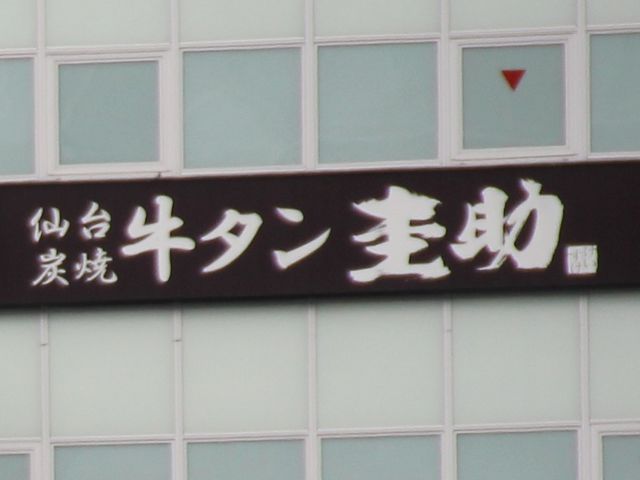 仙台
炭焼
牛タン 圭助